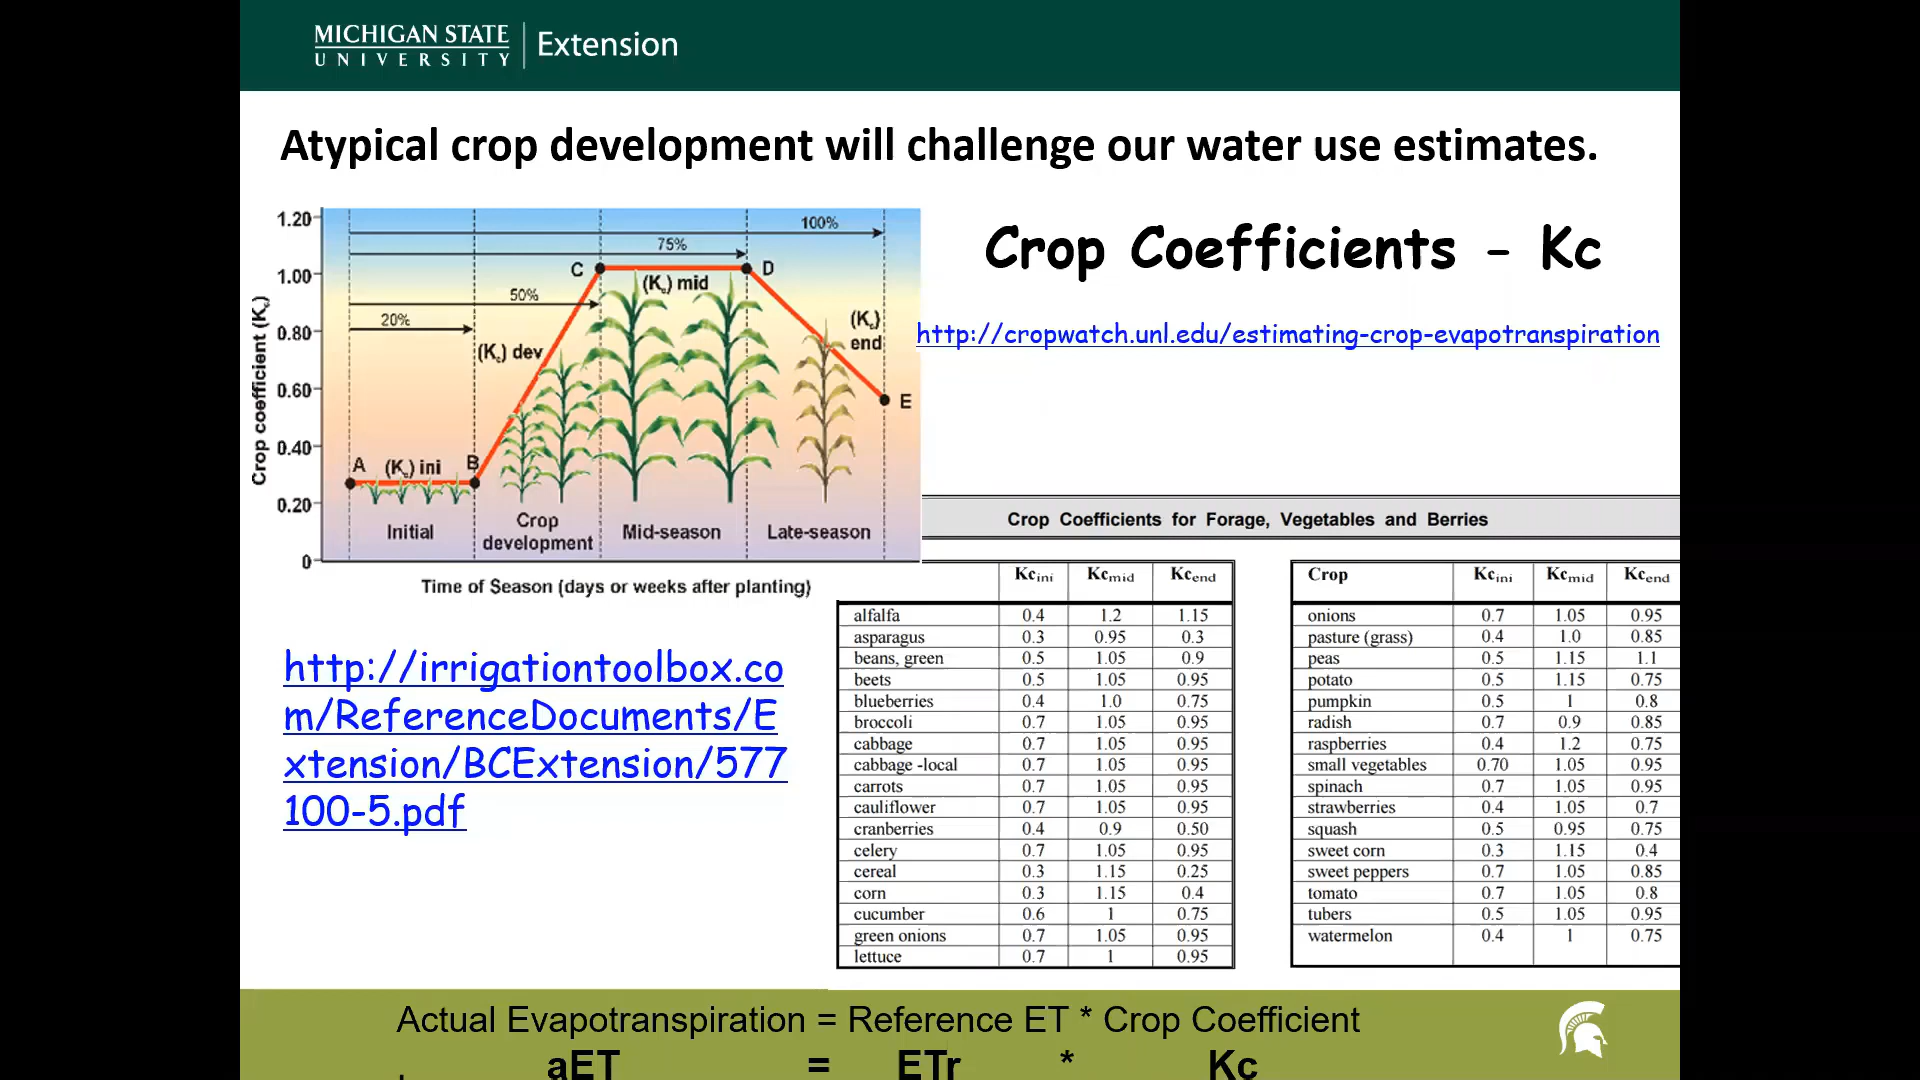 MICHIGAN STATE
UNIVERSITY
Extension
Atypical crop development will challenge our water use estimates.
Crop Coefficients - Kc
http://cropwatch.unl.edu/estimating-crop-evapotranspiration
Crop coefficient (Kc)
1.20
1.00
0.80
0.60
0.40
0.20
0
100%
75%
50%
20%
A (Kc) ini B
(Kc) dev
C (Kc) mid D
(Kc)
end
E
Initial
Crop
development
Mid-season
Late-season
Time of Season (days or weeks after planting)
http://irrigationtoolbox.co
m/ReferenceDocuments/E
xtension/BCExtension/577
100-5.pdf
Crop Coefficients for Forage, Vegetables and Berries
Kcini Kcmid Kcend
alfalfa 0.4 1.2 1.15
asparagus 0.3 0.95 0.3
beans, green 0.5 1.05 0.9
beets 0.5 1.05 0.95
blueberries 0.4 1.0 0.75
broccoli 0.7 1.05 0.95
cabbage 0.7 1.05 0.95
cabbage -local 0.7 1.05 0.95
carrots 0.7 1.05 0.95
cauliflower 0.7 1.05 0.95
cranberries 0.4 0.9 0.50
celery 0.7 1.05 0.95
cereal 0.3 1.15 0.25
corn 0.3 1.15 0.4
cucumber 0.6 1 0.75
green onions 0.7 1.05 0.95
lettuce 0.7 1 0.95
Crop Kcini Kcmid Kcend
onions 0.7 1.05 0.95
pasture (grass) 0.4 1.0 0.85
peas 0.5 1.15 1.1
potato 0.5 1.15 0.75
pumpkin 0.5 1 0.8
radish 0.7 0.9 0.85
raspberries 0.4 1.2 0.75
small vegetables 0.70 1.05 0.95
spinach 0.7 1.05 0.95
strawberries 0.4 1.05 0.7
squash 0.5 0.95 0.75
sweet corn 0.3 1.15 0.4
sweet peppers 0.7 1.05 0.85
tomato 0.7 1.05 0.8
tubers 0.5 1.05 0.95
watermelon 0.4 1 0.75
Actual Evapotranspiration = Reference ET * Crop Coefficient
aET = ETr * Kc